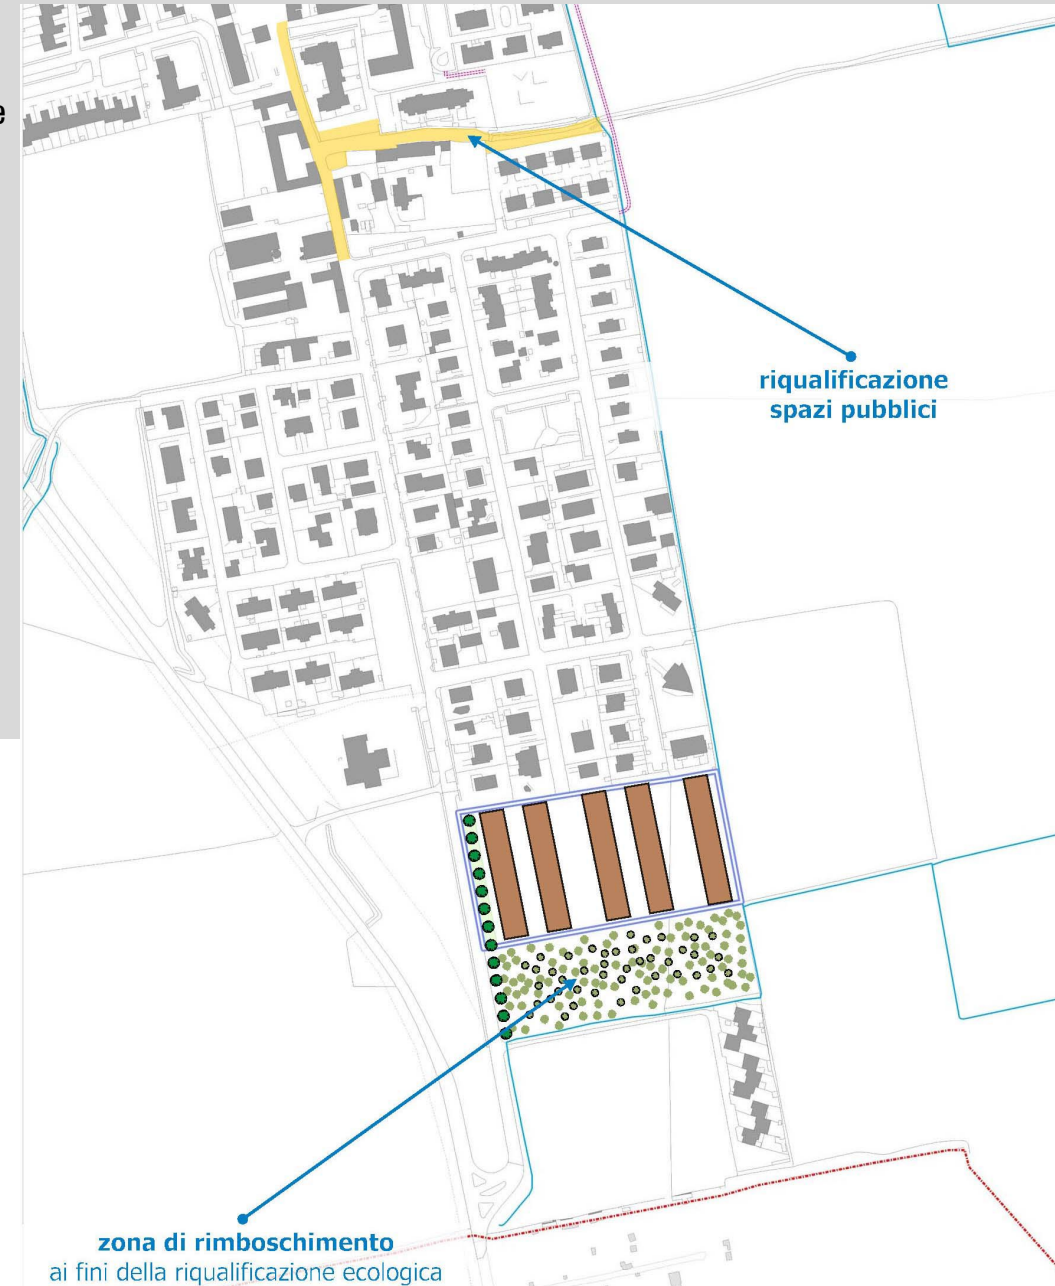 e
riqualificazione
spazi pubblici
zona di rimboschimento
ai fini della riqualificazione ecologica